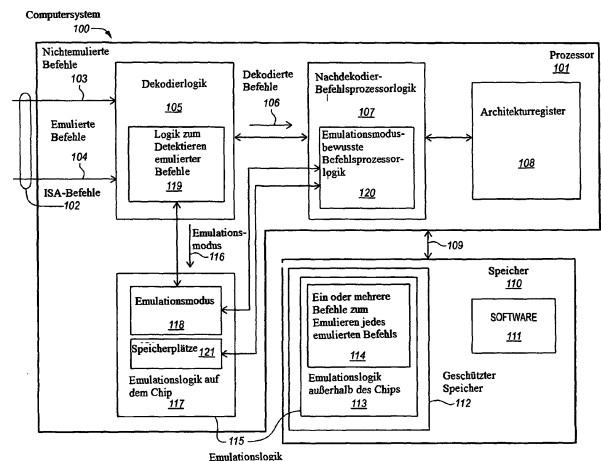 Computersystem
100
Nichtemulierte
Befehle
103
Emulierte
Befehle
104
ISA-Befehle
102
Dekodierlogik
105
Logik zum
Detektieren
emulierter
Befehle
119
Dekodierte
Befehle
106
Nachdekodier-
Befehlsprozessorlogik
107
Emulationsmodus-
bewusste
Befehlsprozessor-
logik
120
Prozessor
101
Architekturregister
108
Emulations-
modus
116
109
Emulationsmodus
118
Speicherplätze 121
Emulationslogik auf
dem Chip
117
115
Emulationslogik
Ein oder mehrere
Befehle zum
Emulieren jedes
emulierten Befehls
114
Emulationslogik
außerhalb des Chips
113
Geschützter
Speicher
112
Speicher
110
SOFTWARE
111